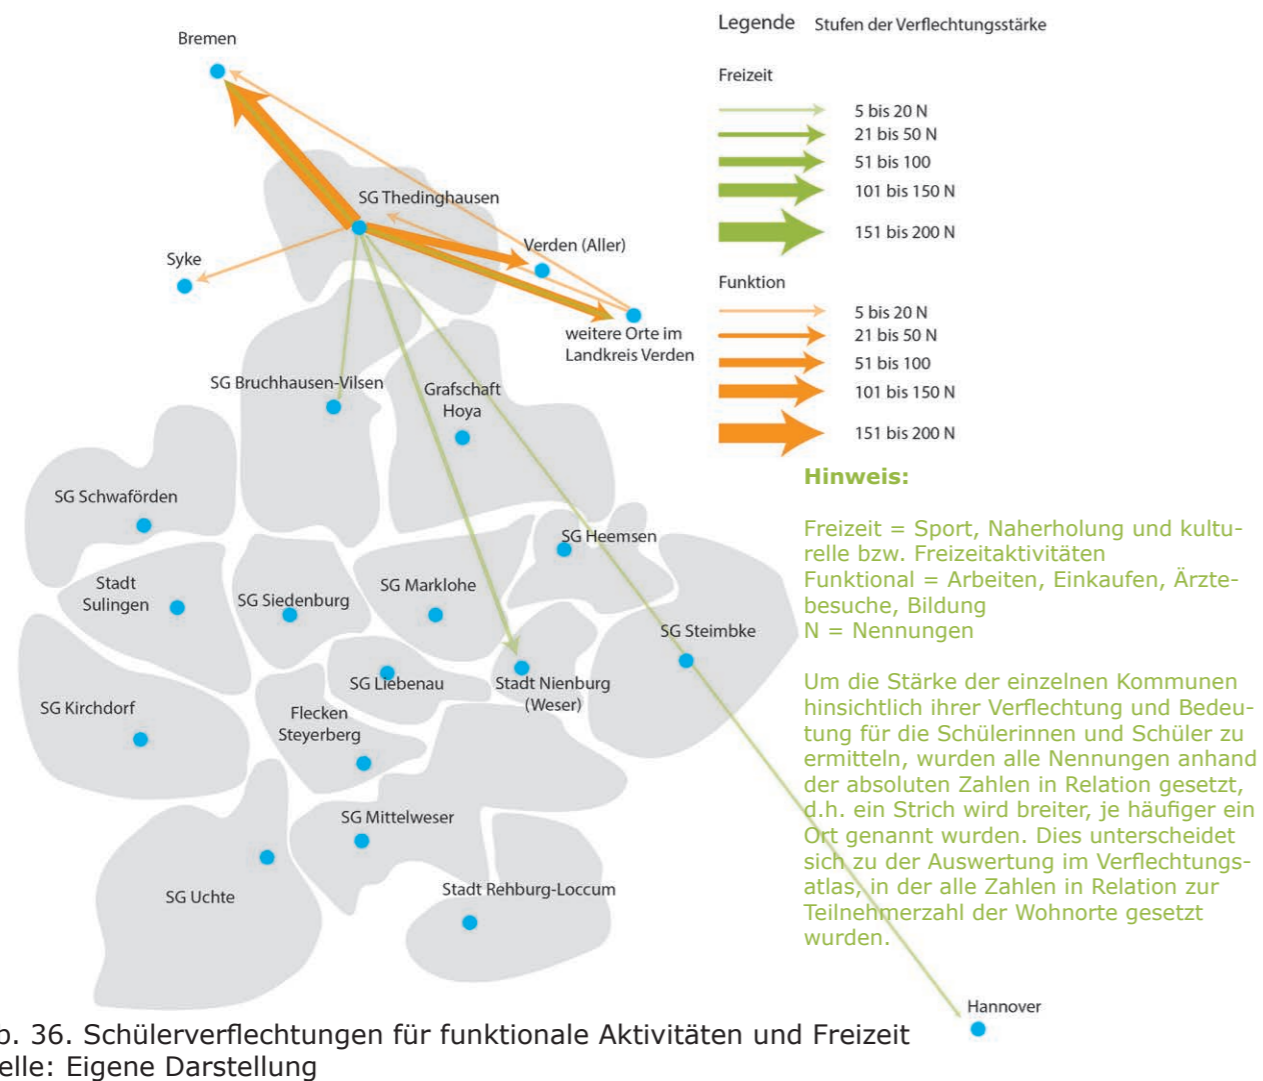 Legende Stufen der Verflechtungsstärke
Freizeit
5 bis 20 N
21 bis 50 N
51 bis 100
101 bis 150 N
151 bis 200 N
Funktion
5 bis 20 N
21 bis 50 N
51 bis 100
101 bis 150 N
151 bis 200 N
Bremen
SG Thedinghausen
Syke
Verden (Aller)
weitere Orte im
Landkreis Verden
SG Bruchhausen-Vilsen
Grafschaft
Hoya
SG Schwaförden
SG Heemsen
Stadt
Sulingen
SG Siedenburg
SG Marklohe
SG Steimbke
SG Liebenau
Stadt Nienburg
(Weser)
SG Kirchdorf
Flecken
Steyerberg
SG Mittelweser
SG Uchte
Stadt Rehburg-Loccum
Hannover
Hinweis:
Freizeit = Sport, Naherholung und kultu-
relle bzw. Freizeitaktivitäten
Funktional = Arbeiten, Einkaufen, Ärzte-
besuche, Bildung
N = Nennungen
Um die Stärke der einzelnen Kommunen
hinsichtlich ihrer Verflechtung und Bedeu-
tung für die Schülerinnen und Schüler zu
ermitteln, wurden alle Nennungen anhand
der absoluten Zahlen in Relation gesetzt,
d.h. ein Strich wird breiter, je häufiger ein
Ort genannt wurden. Dies unterscheidet
sich zu der Auswertung im Verflechtungs-
atlas, in der alle Zahlen in Relation zur
Teilnehmerzahl der Wohnorte gesetzt
wurden.
b. 36. Schülerverflechtungen für funktionale Aktivitäten und Freizeit
elle: Eigene Darstellung